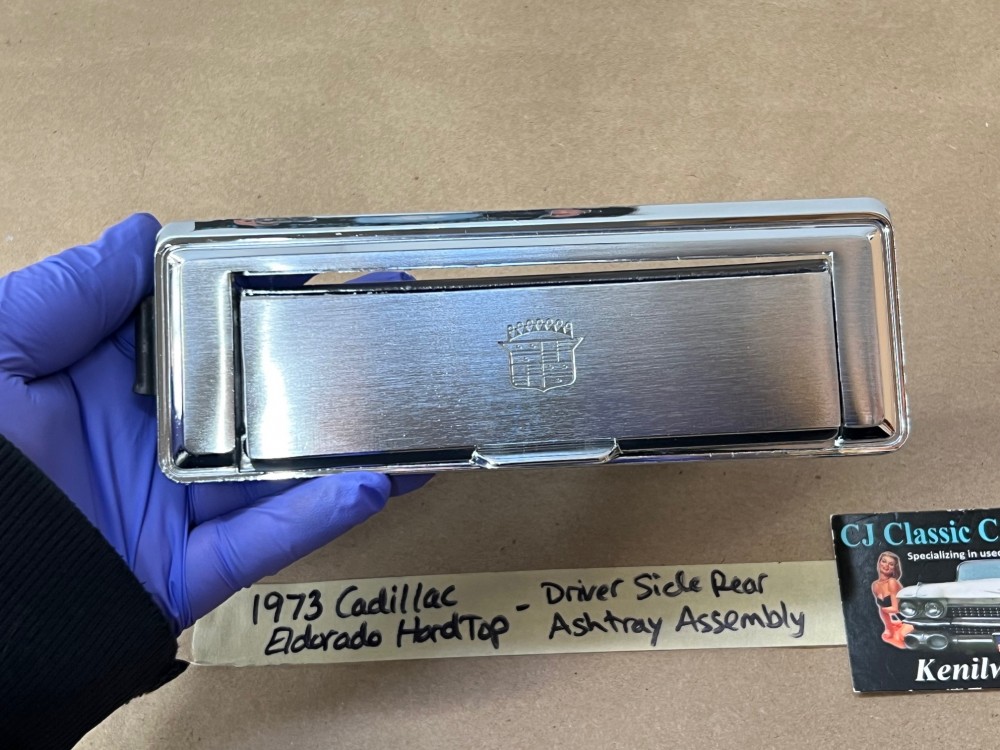 1973 Cadillac - Driver Side Rear
Eldorado HardTop Ashtray Assembly
CJ Classic C
Specializing in used
Kenilw